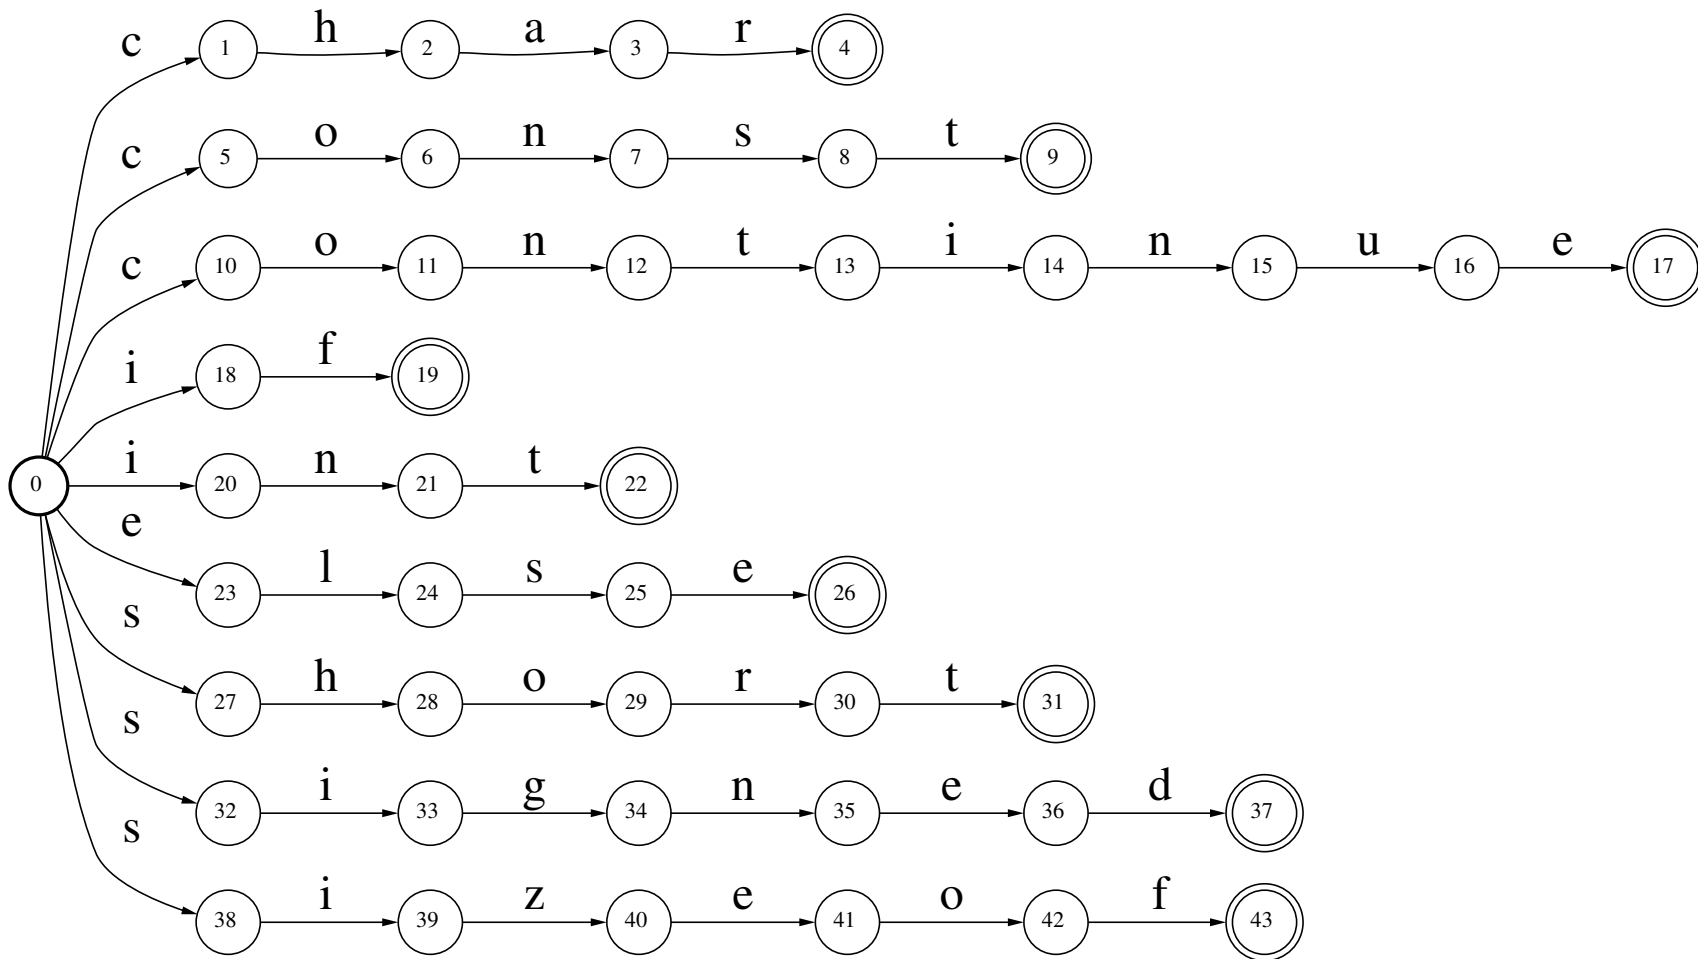 c 1 h 2 a 3 r 4
c 5 o 6 n 7 s 8 t 9
c 10 o 11 n 12 t 13 i 14 n 15 u 16 e 17
i 18 f 19
0 i 20 n 21 t 22
e 23 l 24 s 25 e 26
s 27 h 28 o 29 r 30 t 31
s 32 i 33 g 34 n 35 e 36 d 37
s 38 i 39 z 40 e 41 o 42 f 43